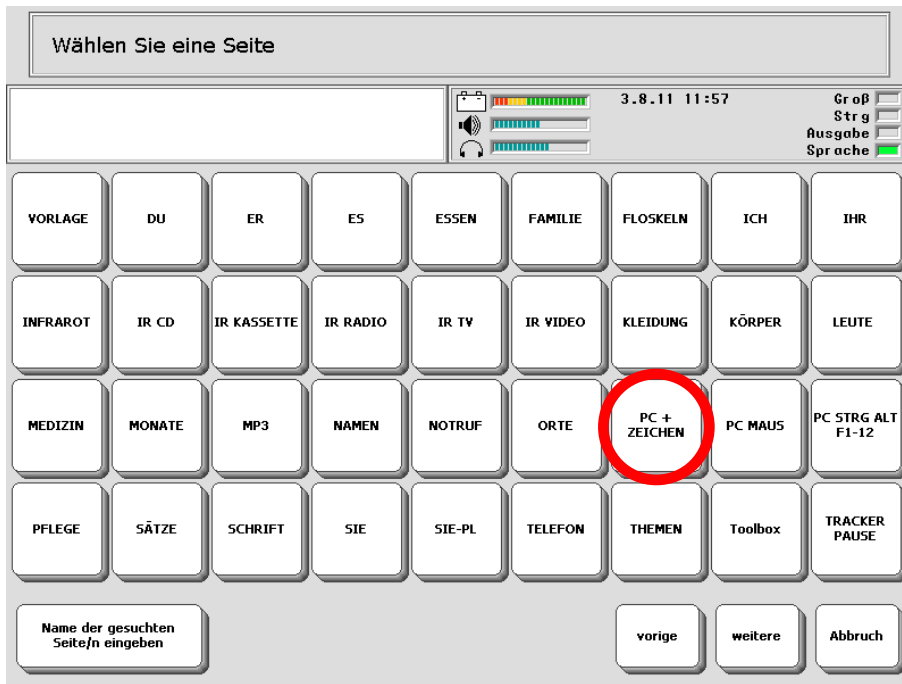 Wählen Sie eine Seite
3.8.11 11:57
Groß
Strg
Ausgabe
Sprache
VORLAGE
DU
ER
ES
ESSEN
FAMILIE
FLOSKELN
ICH
IHR
INFRAROT
IR CD
IR KASSETTE
IR RADIO
IR TV
IR VIDEO
KLEIDUNG
KÖRPER
LEUTE
MEDIZIN
MONATE
MP3
NAMEN
NOTRUF
ORTE
PC +
ZEICHEN
PC MAUS
PC STRG ALT
F1-12
PFLEGE
SÄTZE
SCHRIFT
SIE
SIE-PL
TELEFON
THEMEN
Toolbox
TRACKER
PAUSE
Name der gesuchten
Seite/n eingeben
vorige
weitere
Abbruch